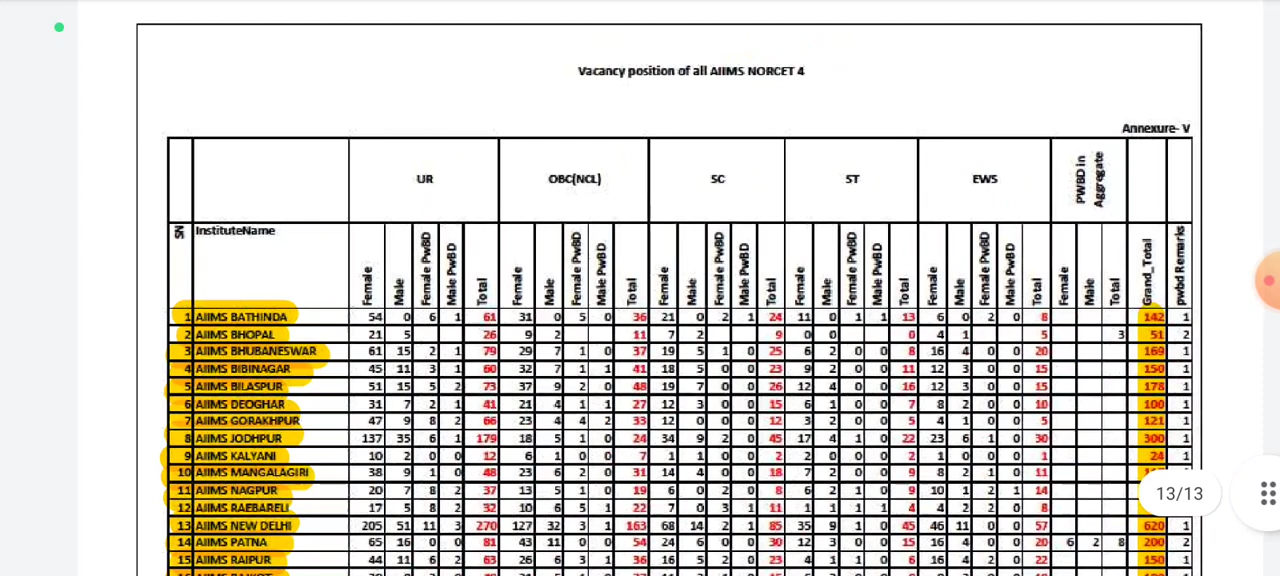 Vacancy position of all AIIMS NORCET 4
Annexure- V
UR OBC(NCL) SC ST EWS PWBD in Aggregate
SN InstituteName Female Male Female PwBD Male PwBD Total Female Male Female PwBD Male PwBD Total Female Male Female PwBD Male PwBD Total Female Male Female PwBD Male PwBD Total Female Male Female PwBD Male PwBD Total Female Male Total Grand_Total pwbd Remarks
1 AIIMS BATHINDA 54 0 6 1 61 31 0 5 0 36 21 0 2 1 24 11 0 1 1 13 6 0 2 0 8 142 1
2 AIIMS BHOPAL 21 5 26 9 2 11 7 2 9 0 0 0 4 1 5 3 51 2
3 AIIMS BHUBANESWAR 61 15 2 1 79 29 7 1 0 37 19 5 1 0 25 6 2 0 0 8 16 4 0 0 20 169 1
4 AIIMS BIBINAGAR 45 11 3 1 60 32 7 1 1 41 18 5 0 0 23 9 2 0 0 11 12 3 0 0 15 150 1
5 AIIMS BILASPUR 51 15 5 2 73 37 9 2 0 48 19 7 0 0 26 12 4 0 0 16 12 3 0 0 15 178 1
6 AIIMS DEOGHAR 31 7 2 1 41 21 4 1 1 27 12 3 0 0 15 6 1 0 0 7 8 2 0 0 10 100 1
7 AIIMS GORAKHPUR 47 9 8 2 66 23 4 4 2 33 12 0 0 0 12 3 2 0 0 5 4 1 0 0 5 121 1
8 AIIMS JODHPUR 137 35 6 1 179 18 5 1 0 24 34 9 2 0 45 17 4 1 0 22 23 6 1 0 30 300 1
9 AIIMS KALYANI 10 2 0 0 12 6 1 0 0 7 1 1 0 0 2 2 0 0 0 2 1 0 0 0 1 24 1
10 AIIMS MANGALAGIRI 38 9 1 0 48 23 6 2 0 31 14 4 0 0 18 7 2 0 0 9 8 2 1 0 11 1
11 AIIMS NAGPUR 20 7 8 2 37 13 5 1 0 19 6 0 2 0 8 6 2 1 0 9 10 1 2 1 14
12 AIIMS RAEBARELI 17 5 8 2 32 10 6 5 1 22 7 0 3 1 11 1 1 1 1 4 4 2 2 0 8
13 AIIMS NEW DELHI 205 51 11 3 270 127 32 3 1 163 68 14 2 1 85 35 9 1 0 45 46 11 0 0 57 620 1
14 AIIMS PATNA 65 16 0 0 81 43 11 0 0 54 24 6 0 0 30 12 3 0 0 15 16 4 0 0 20 6 2 8 200 2
15 AIIMS RAIPUR 44 11 6 2 63 26 6 3 1 36 16 5 2 0 23 4 1 1 0 6 16 4 2 0 22 150 1
13/13